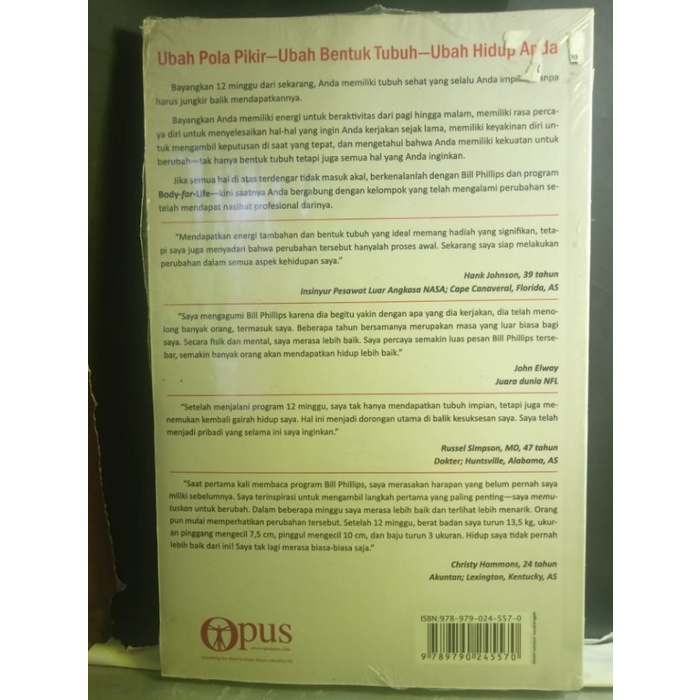 Ubah Pola Pikir—Ubah Bentuk Tubuh—Ubah Hidup Anda
Bayangkan 12 minggu dari sekarang, Anda memiliki tubuh sehat yang selalu Anda
harus jungkir balik mendapatkannya.
Bayangkan Anda memiliki energi untuk beraktivitas dari pagi hingga malam, memiliki rasa perca-
ya diri untuk menyelesaikan hal-hal yang ingin Anda kerjakan sejak lama, memiliki keyakinan diri un-
tuk mengambil keputusan di saat yang tepat, dan mengetahui bahwa Anda memiliki kekuatan untuk
berubah—tak hanya bentuk tubuh tetapi juga semua hal yang Anda inginkan.
Jika semua hal di atas terdengar tidak masuk akal, berkenalanlah dengan Bill Phillips dan program
Body-for-Life—kini saatnya Anda bergabung dengan kelompok yang telah mengalami perubahan se-
telah mendapat nasihat profesional darinya.
"Mendapatkan energi tambahan dan bentuk tubuh yang ideal memang hadiah yang signifikan, teta-
pi saya juga menyadari bahwa perubahan tersebut hanyalah proses awal. Sekarang saya siap melakukan
perubahan dalam semua aspek kehidupan saya."
Hank Johnson, 39 tahun
Insinyur Pesawat Luar Angkasa NASA; Cape Canaveral, Florida, AS
"Saya mengagumi Bill Phillips karena dia begitu yakin dengan apa yang dia kerjakan, dia telah meno-
long banyak orang, termasuk saya. Beberapa tahun bersamanya merupakan masa yang luar biasa bagi
saya. Secara fisik dan mental, saya merasa lebih baik. Saya percaya semakin luas pesan Bill Phillips terse-
bar, semakin banyak orang akan mendapatkan hidup lebih baik."
John Elway
Juara dunia NFL
"Setelah menjalani program 12 minggu, saya tak hanya mendapatkan tubuh impian, tetapi juga me-
nemukan kembali gairah hidup saya. Hal ini menjadi dorongan utama di balik kesuksesan saya. Saya telah
menjadi pribadi yang selama ini saya inginkan."
Russel Simpson, MD, 47 tahun
Dokter; Huntsville, Alabama, AS
"Saat pertama kali membaca program Bill Phillips, saya merasakan harapan yang belum pernah saya
miliki sebelumnya. Saya terinspirasi untuk mengambil langkah pertama yang paling penting—saya memu-
tuskan untuk berubah. Dalam beberapa minggu saya merasa lebih baik dan terlihat lebih menarik. Orang
pun mulai memperhatikan perubahan tersebut. Setelah 12 minggu, berat badan saya turun 13,5 kg, ukur-
an pinggang mengecil 7,5 cm, pinggul mengecil 10 cm, dan baju turun 3 ukuran. Hidup saya tidak pernah
lebih baik dari ini! Saya tak lagi merasa biasa-biasa saja."
Christy Hammons, 24 tahun
Akuntan; Lexington, Kentucky, AS
Opus
ISBN:978-979-024-557-0
9 789790 245570